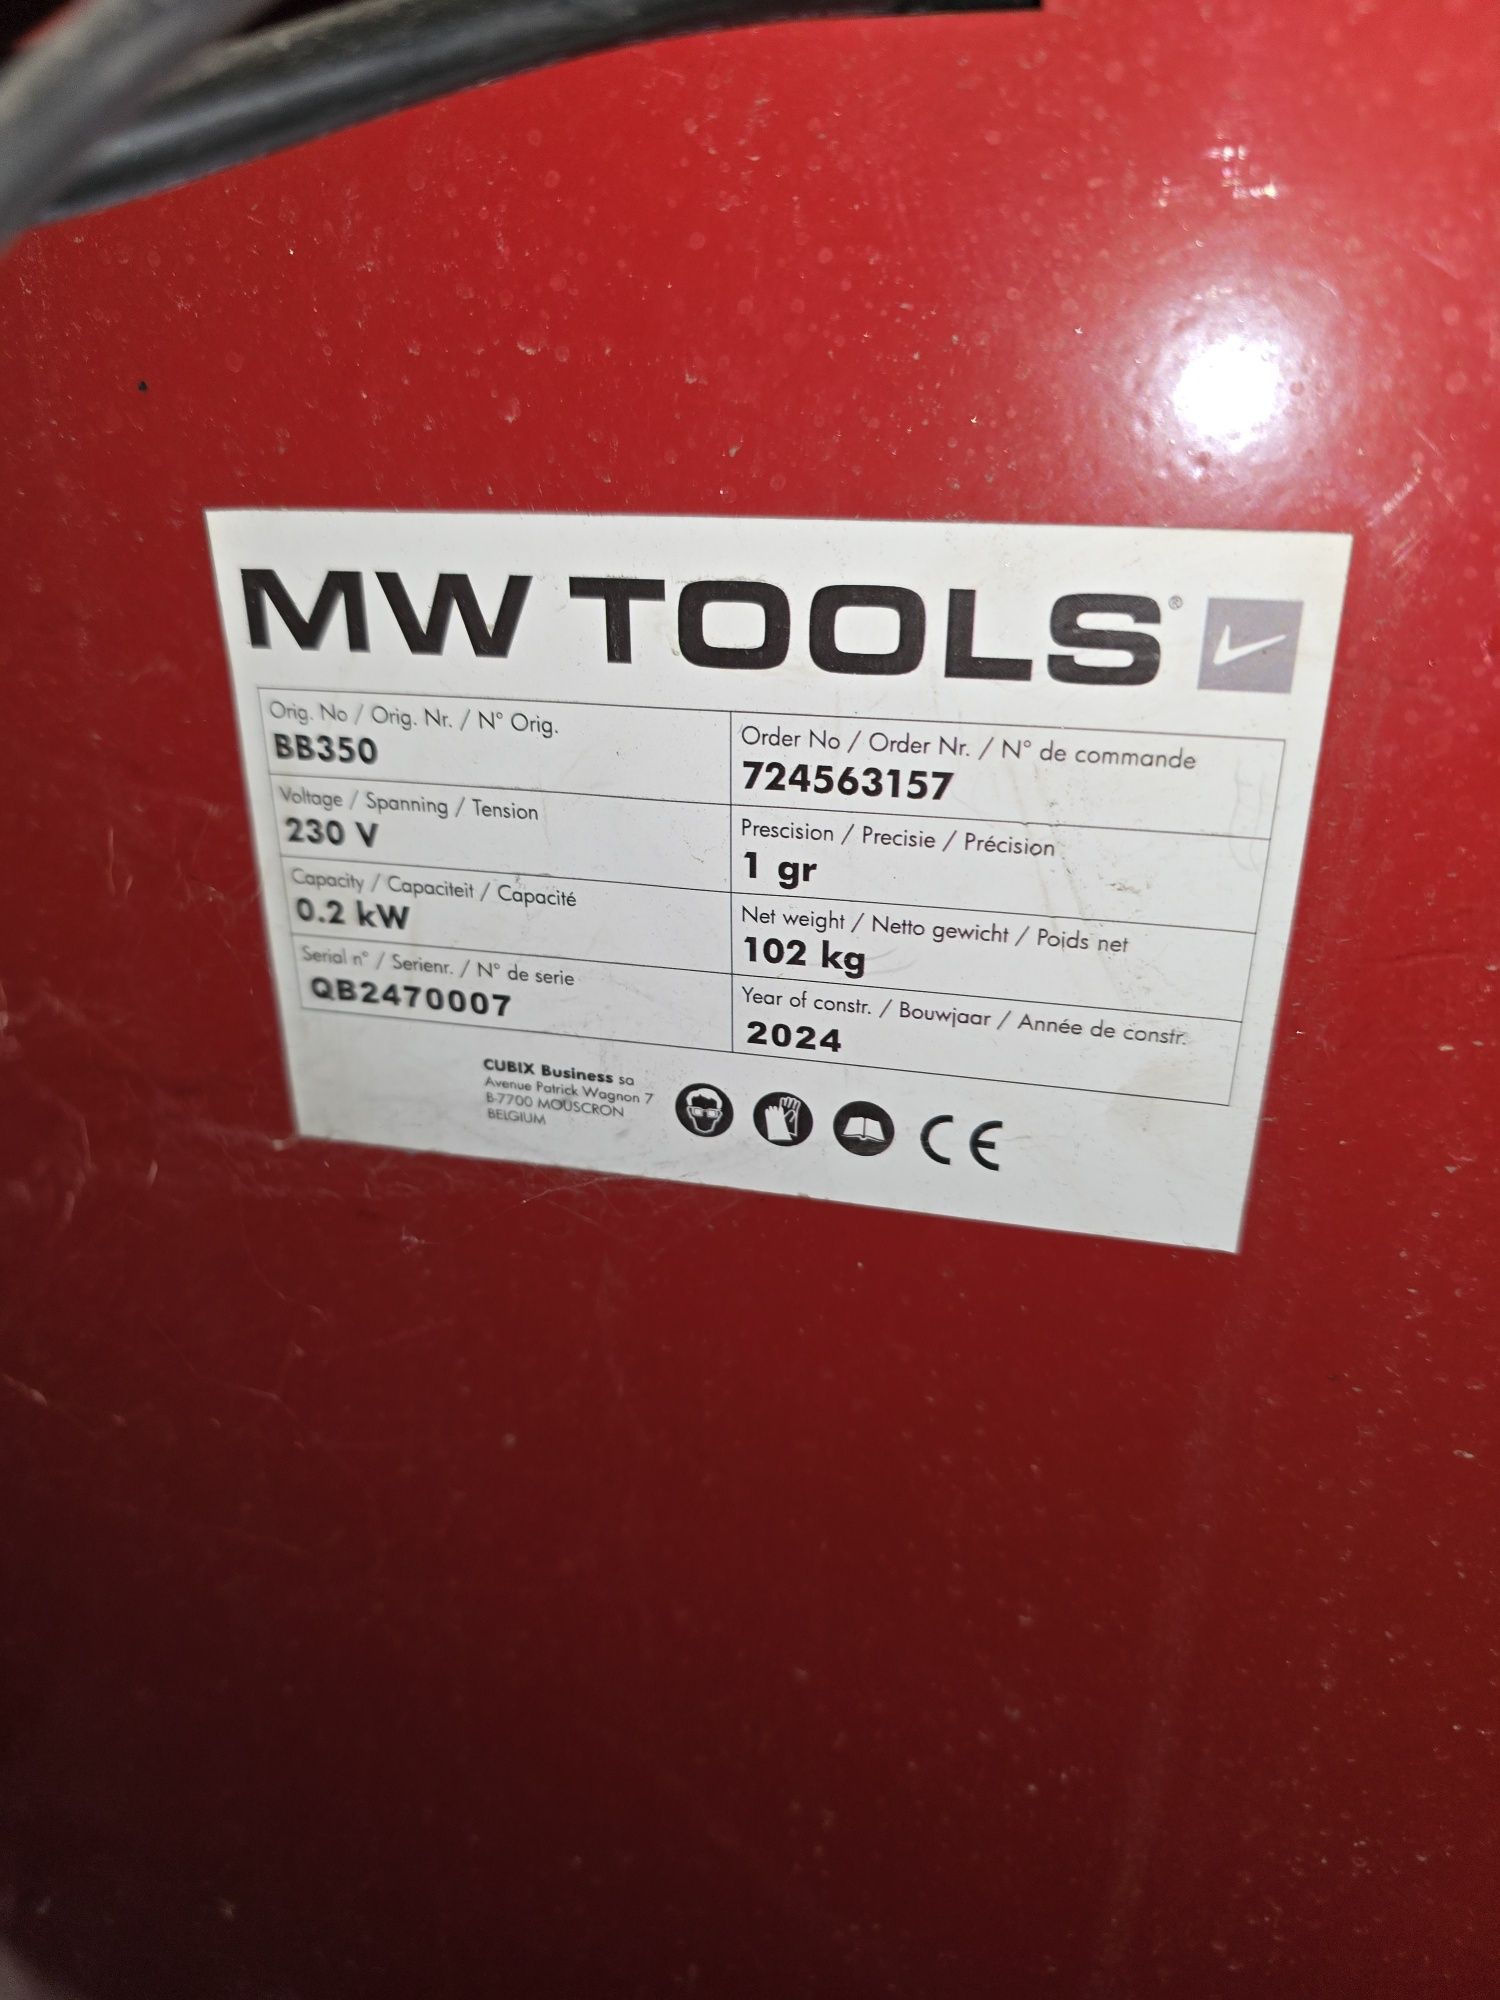 MW TOOLS®
Orig. No / Orig. Nr. / N° Orig.
BB350
Order No / Order Nr. / N° de commande
724563157
Voltage / Spanning / Tension
230 V
Prescision / Precisie / Précision
1 gr
Capacity / Capaciteit / Capacité
0.2 kW
Net weight / Netto gewicht / Poids net
102 kg
Serial n° / Serienr. / N° de serie
QB2470007
Year of constr. / Bouwjaar / Année de constr.
2024
CUBIX Business sa
Avenue Patrick Wagnon 7
B-7700 MOUSCRON
BELGIUM
CE